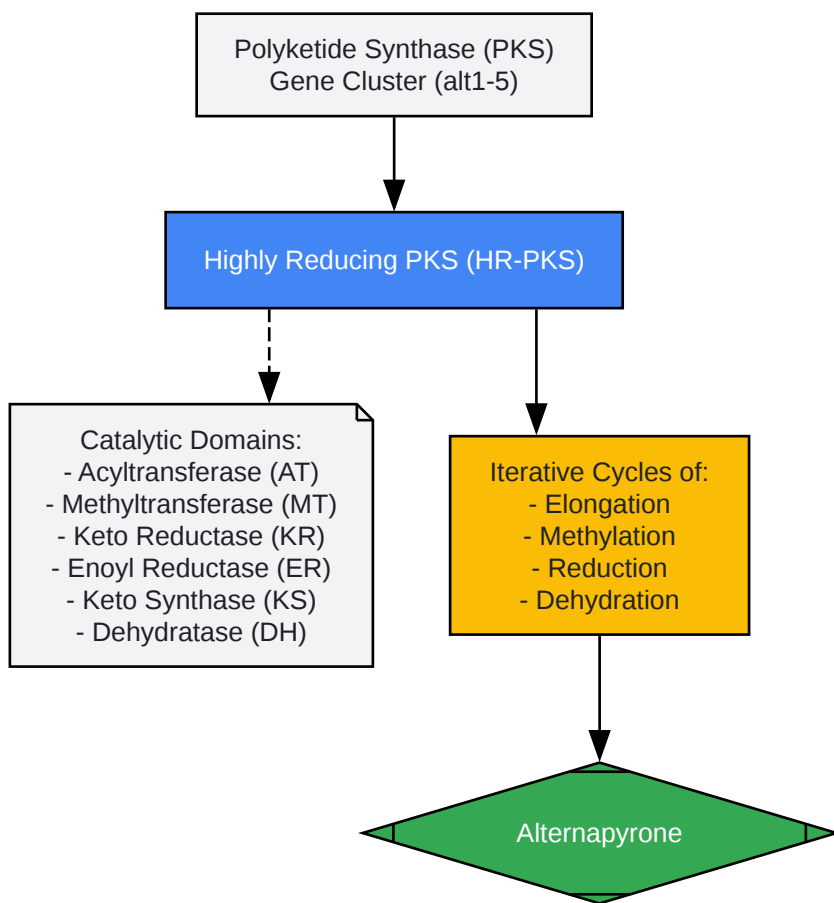 Polyketide Synthase (PKS)
Gene Cluster (alt1-5)
Highly Reducing PKS (HR-PKS)
Catalytic Domains:
- Acyltransferase (AT)
- Methyltransferase (MT)
- Keto Reductase (KR)
- Enoyl Reductase (ER)
- Keto Synthase (KS)
- Dehydratase (DH)
Iterative Cycles of:
- Elongation
- Methylation
- Reduction
- Dehydration
Alternapyrone